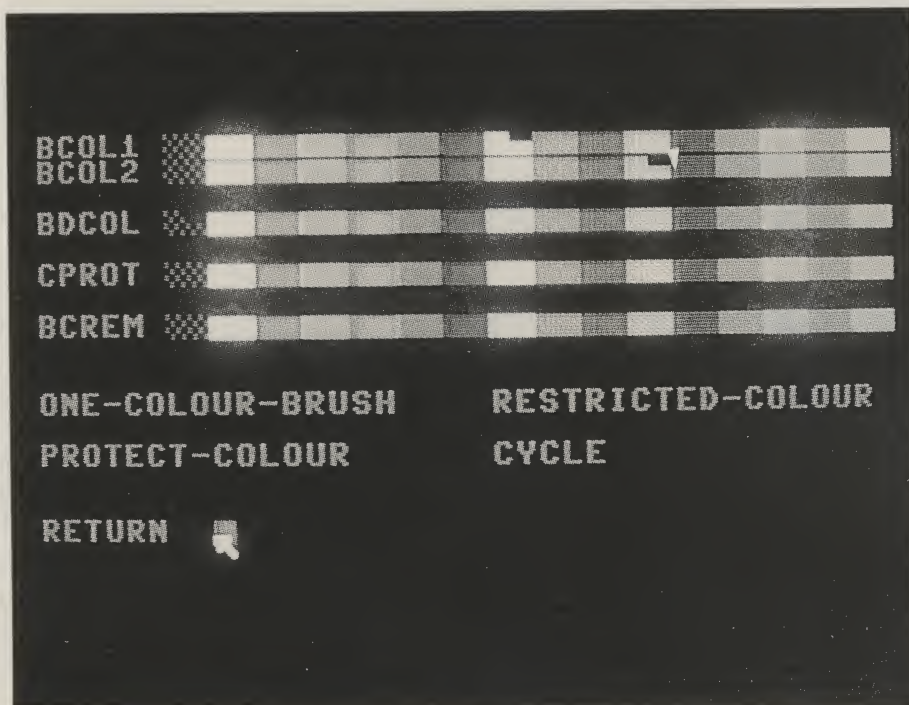 BCOL1
BCOL2
BDCOL
CPROT
BCREM
ONE-COLOUR-BRUSH RESTRICTED-COLOUR
PROTECT-COLOUR CYCLE
RETURN